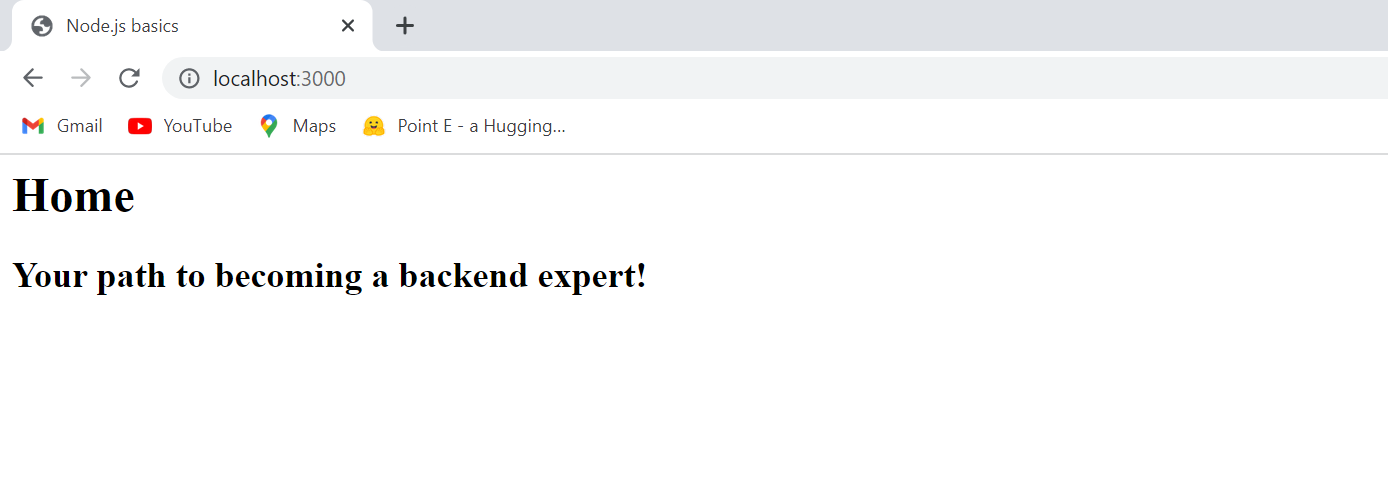 Node.js basics
localhost:3000
Gmail YouTube Maps Point E - a Hugging...
Home
Your path to becoming a backend expert!